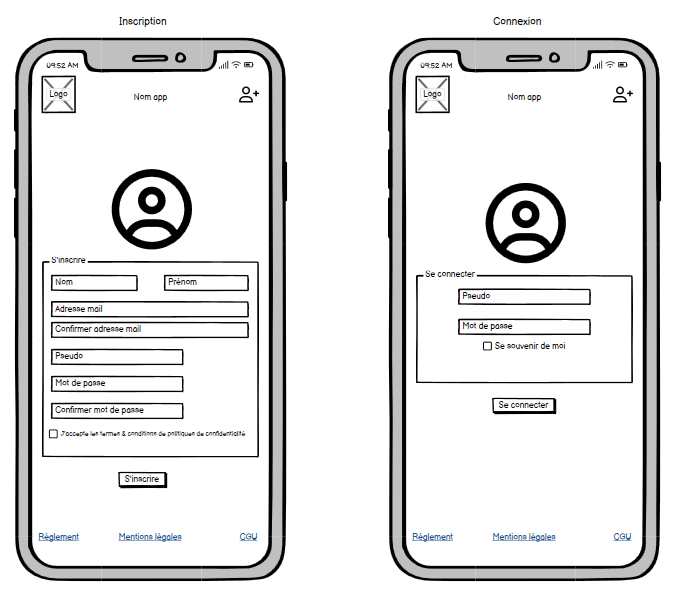 Inscription
09:52 AM
Logo
Nom app
S'inscrire
Nom
Prénom
Adresse mail
Confirmer adresse mail
Pseudo
Mot de passe
Confirmer mot de passe
J'accepte les termes & conditions de politiques de confidentialité
S'inscrire
Règlement
Mentions légales
CGU
Connexion
09:52 AM
Logo
Nom app
Se connecter
Pseudo
Mot de passe
Se souvenir de moi
Se connecter
Règlement
Mentions légales
CGU